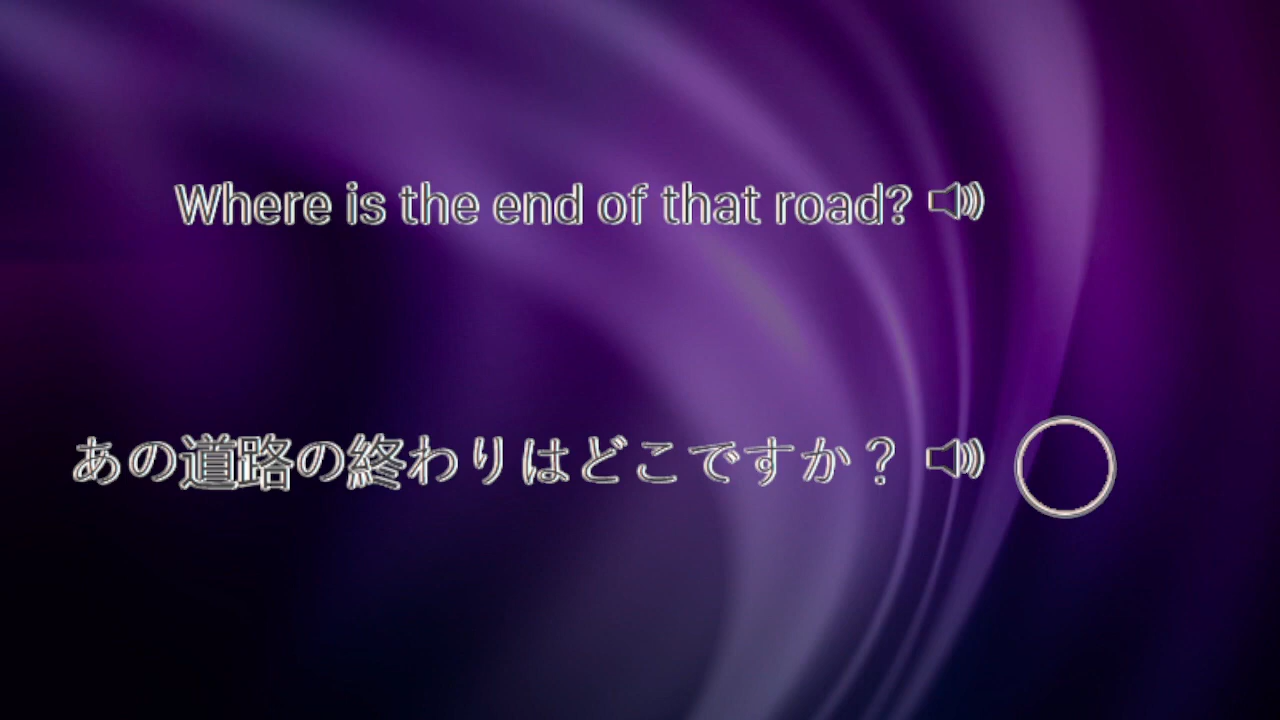 Where is the end of that road?
あの道路の終わりはどこですか？